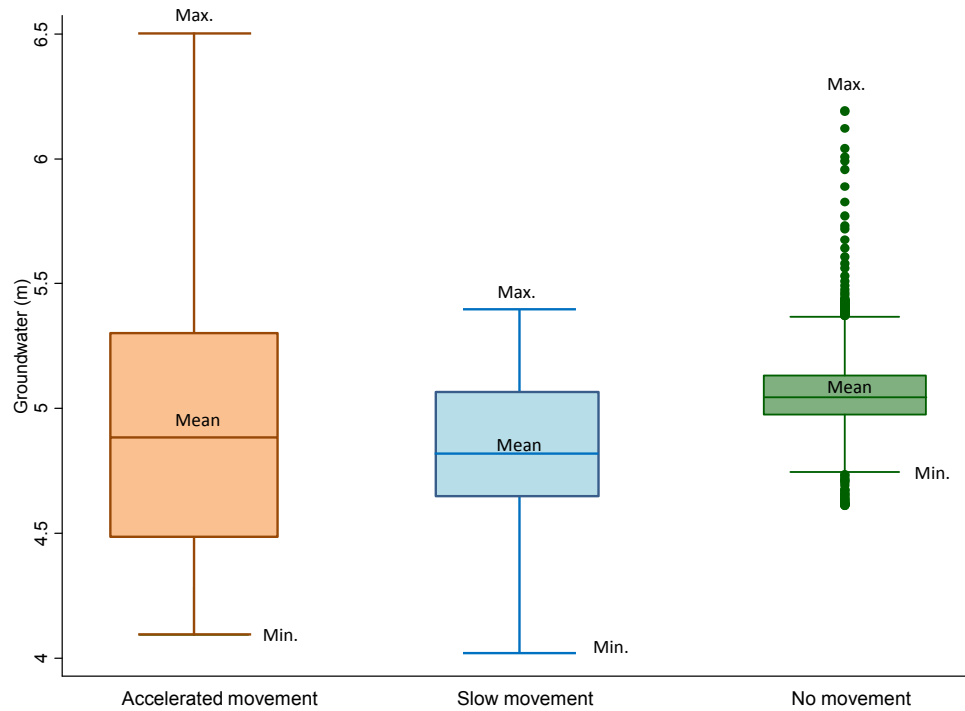 Max.
6.5
Max.
6
5.5
Max.
Groundwater (m)
Mean
5
Mean
Mean
4.5
Min.
Min.
Min.
4
Accelerated movement
Slow movement
No movement